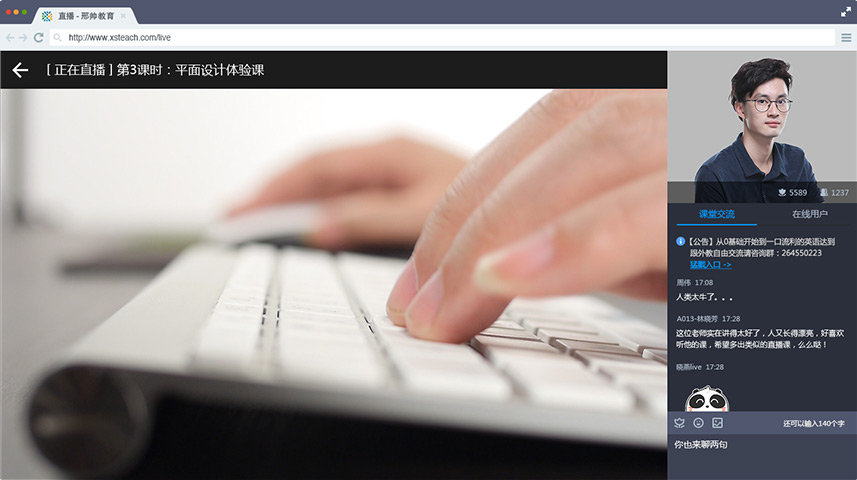 直播 - 邢帅教育
http://www.xsteach.com/live
[ 正在直播 ] 第3课时：平面设计体验课
5589 1237
课堂交流 在线用户
【公告】从0基础开始到一口流利的英语达到
跟外教自由交流请咨询群：264550223
猛戳入口 ->
周伟 17:08
人类太牛了。。。
A013-林晓芳 17:28
这位老师实在讲得太好了，人又长得漂亮，好喜欢
听他的课，希望多出类似的直播课，么么哒！
晓燕live 17:28
还可以输入140个字
你也来聊两句